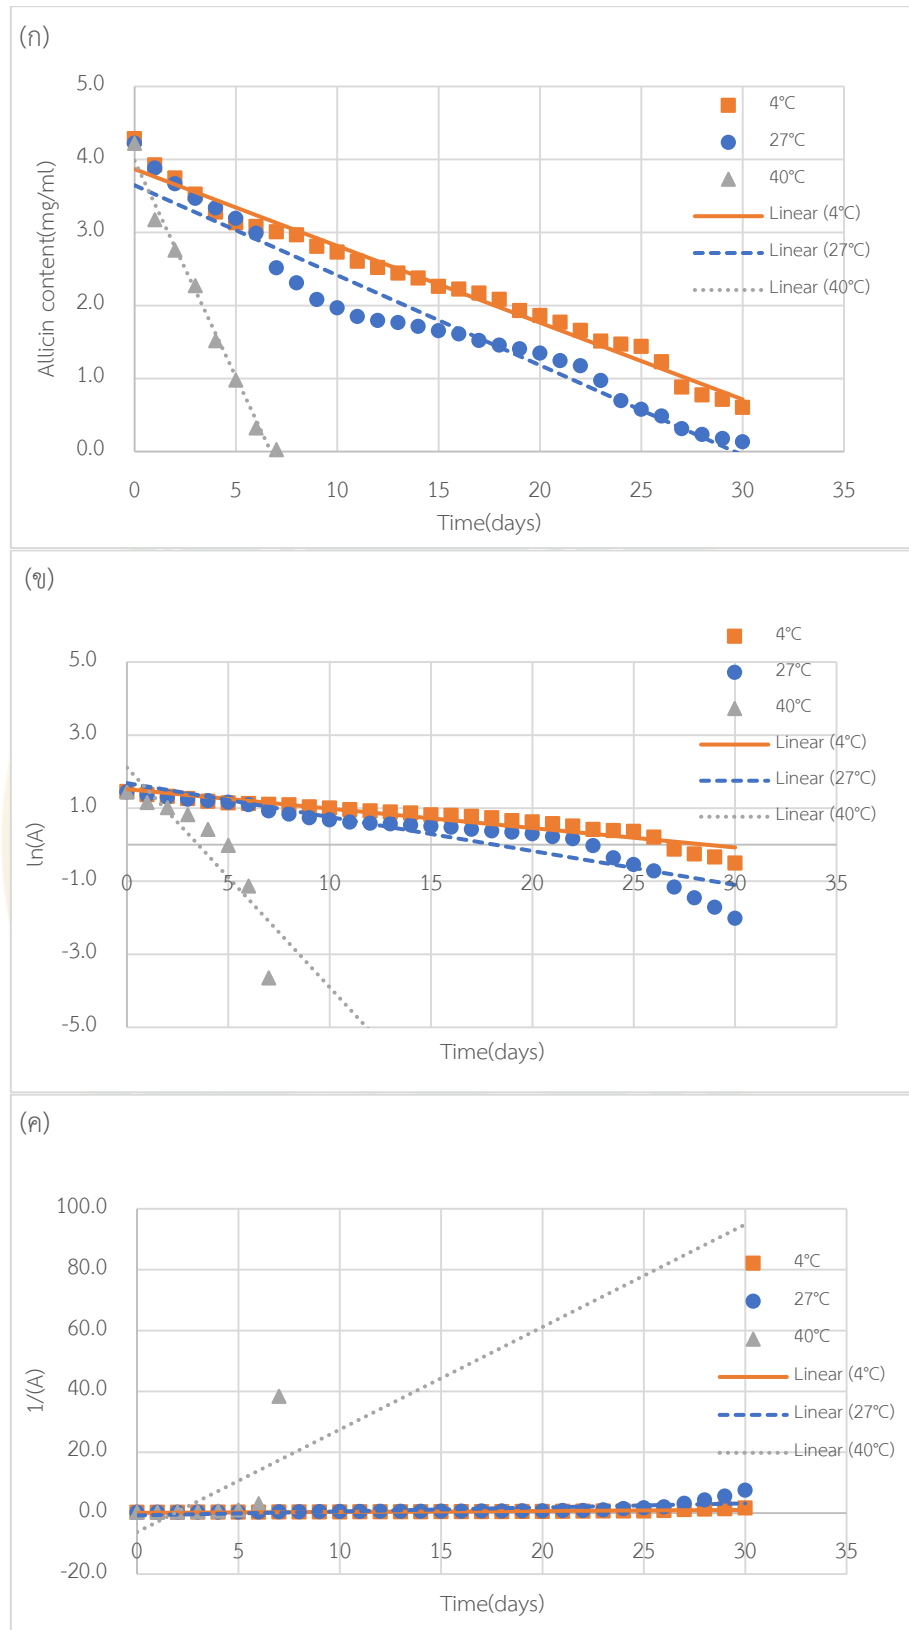 (ก)
5.0
4.0
3.0
2.0
1.0
0.0
Allicin content(mg/ml)
0 5 10 15 20 25 30 35
Time(days)
4°C
27°C
40°C
Linear (4°C)
Linear (27°C)
Linear (40°C)
(ข)
5.0
3.0
1.0
-1.0
-3.0
-5.0
ln(A)
0 5 10 15 20 25 30 35
Time(days)
4°C
27°C
40°C
Linear (4°C)
Linear (27°C)
Linear (40°C)
(ค)
100.0
80.0
60.0
40.0
20.0
0.0
-20.0
1/(A)
0 5 10 15 20 25 30 35
Time(days)
4°C
27°C
40°C
Linear (4°C)
Linear (27°C)
Linear (40°C)